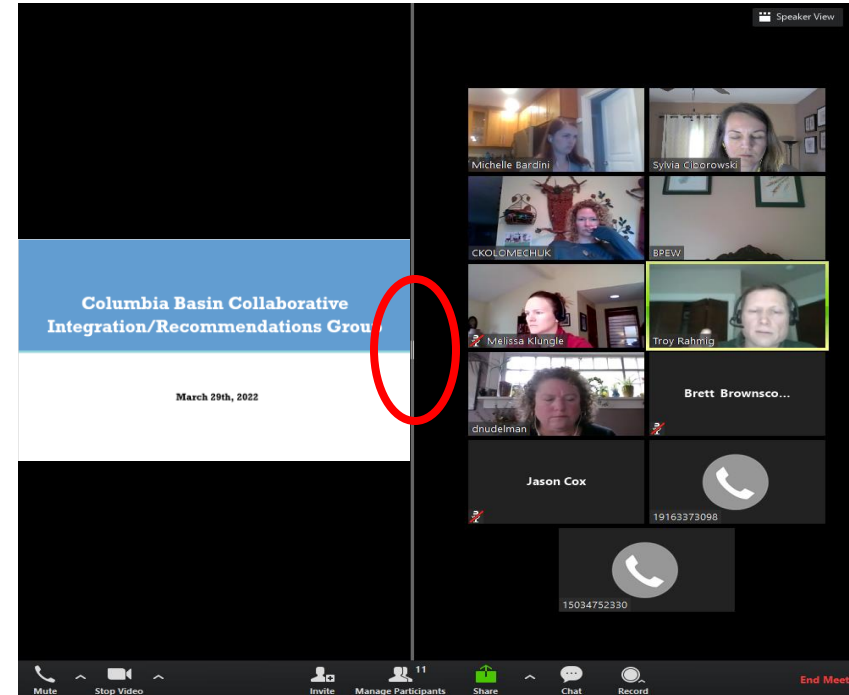 Speaker View
Columbia Basin Collaborative
Integration/Recommendations Group
March 29th, 2022
Michelle Bardini
Sylvia Ciborowski
CKOLOMECHUK
BPEW
Melissa Klungle
Troy Rahmig
dnudelman
Brett Brownsco...
Jason Cox
19163373098
15034752330
11
Mute
Stop Video
Invite
Manage Participants
Share
Chat
Record
End Meet